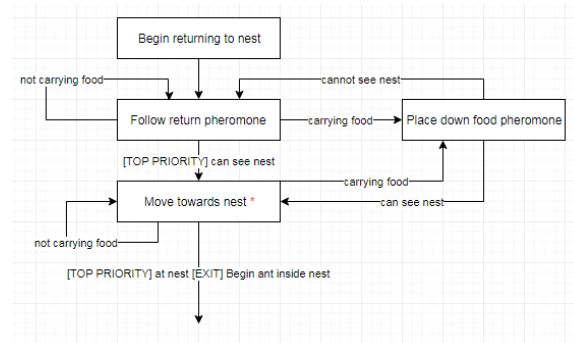 Begin returning to nest
not carrying food
cannot see nest
Follow return pheromone
carrying food
Place down food pheromone
[TOP PRIORITY] can see nest
carrying food
Move towards nest *
can see nest
not carrying food
[TOP PRIORITY] at nest [EXIT] Begin ant inside nest